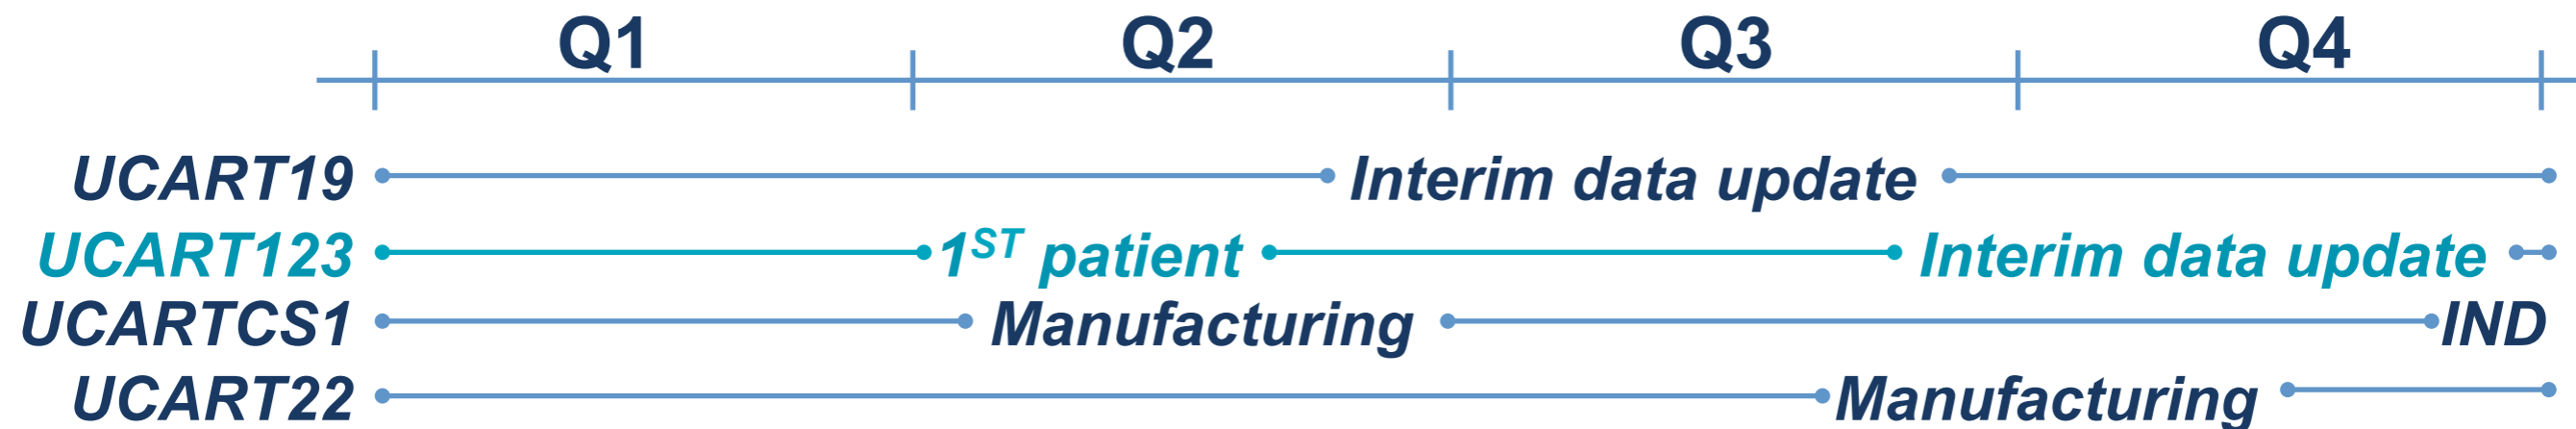 Q1 Q2 Q3 Q4
UCART19 Interim data update
UCART123 1ST patient Interim data update
UCARTCS1 Manufacturing IND
UCART22 Manufacturing